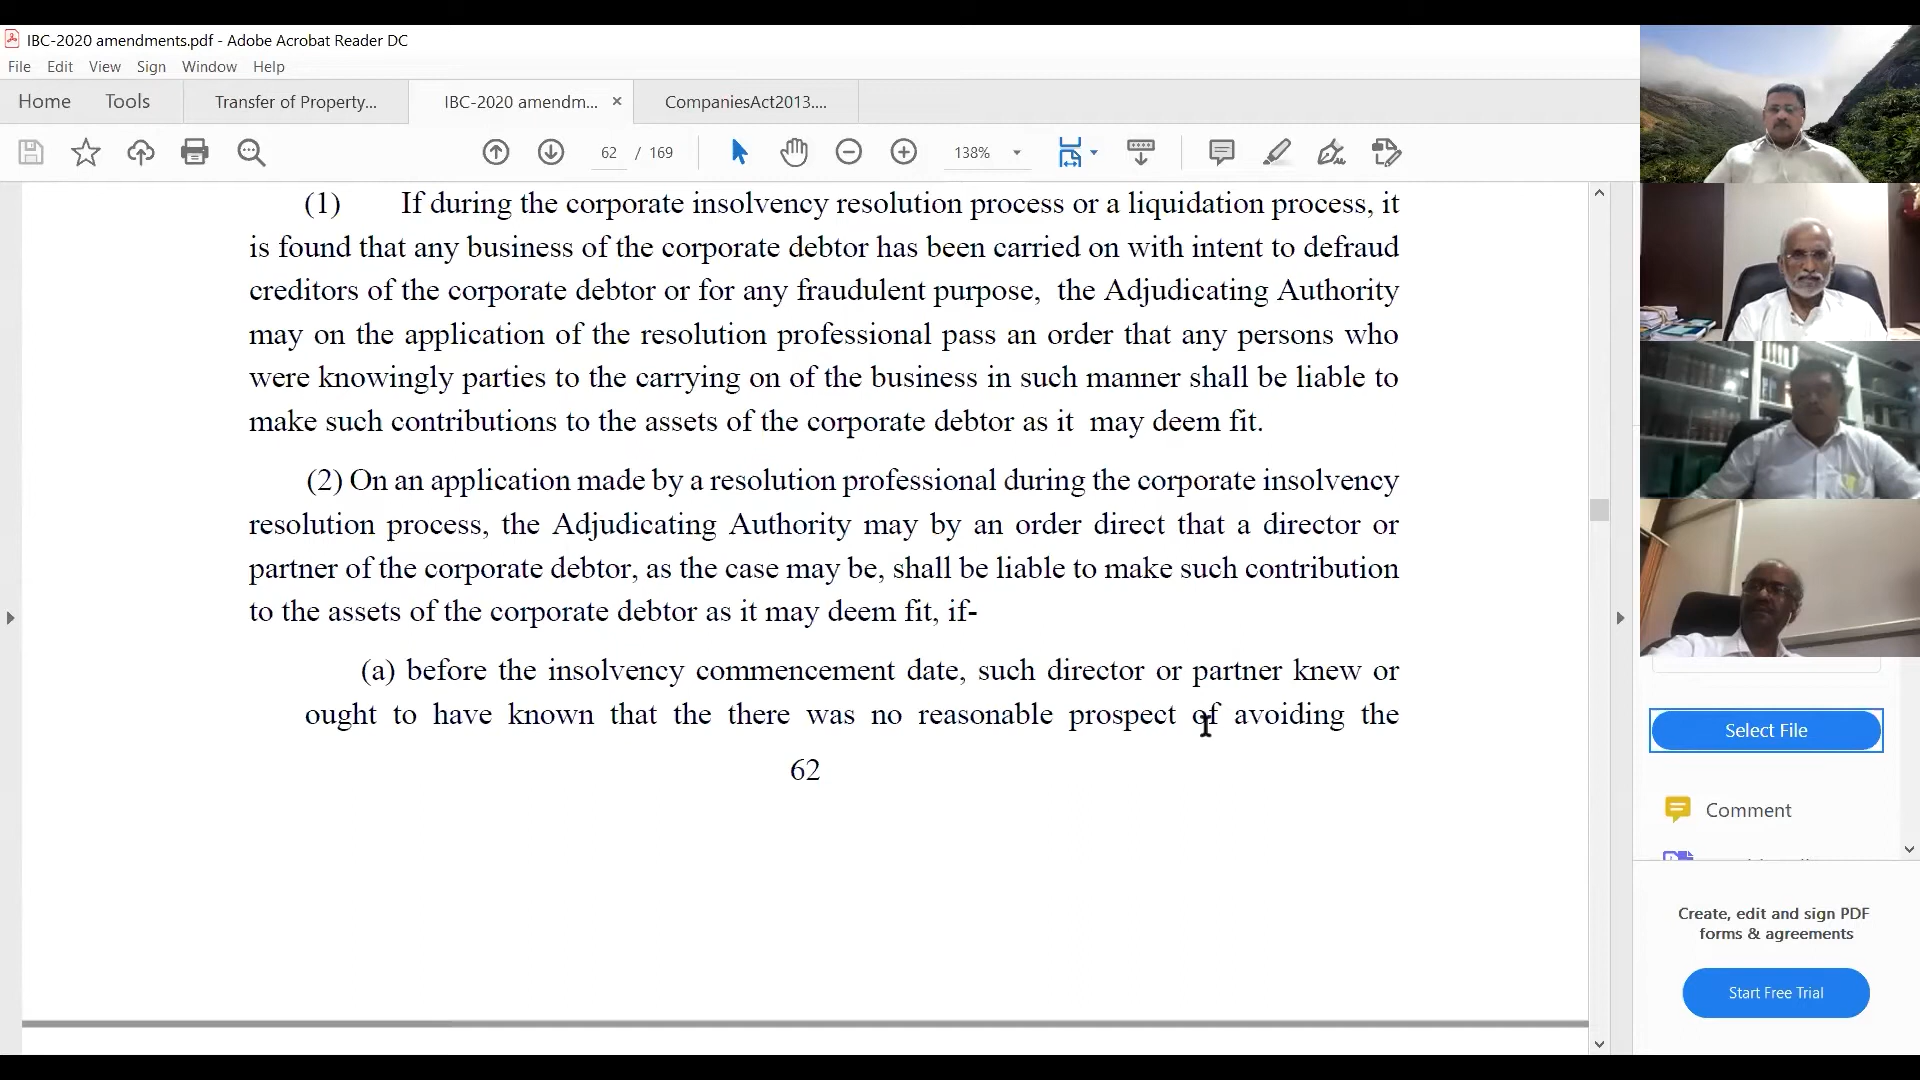 IBC-2020 amendments.pdf - Adobe Acrobat Reader DC
File Edit View Sign Window Help
Home Tools Transfer of Property... IBC-2020 amendm... × CompaniesAct2013....
62 / 169 138%
(1) If during the corporate insolvency resolution process or a liquidation process, it
is found that any business of the corporate debtor has been carried on with intent to defraud
creditors of the corporate debtor or for any fraudulent purpose, the Adjudicating Authority
may on the application of the resolution professional pass an order that any persons who
were knowingly parties to the carrying on of the business in such manner shall be liable to
make such contributions to the assets of the corporate debtor as it may deem fit.
(2) On an application made by a resolution professional during the corporate insolvency
resolution process, the Adjudicating Authority may by an order direct that a director or
partner of the corporate debtor, as the case may be, shall be liable to make such contribution
to the assets of the corporate debtor as it may deem fit, if-
(a) before the insolvency commencement date, such director or partner knew or
ought to have known that the there was no reasonable prospect of avoiding the
62
Select File
Comment
Create, edit and sign PDF
forms & agreements
Start Free Trial